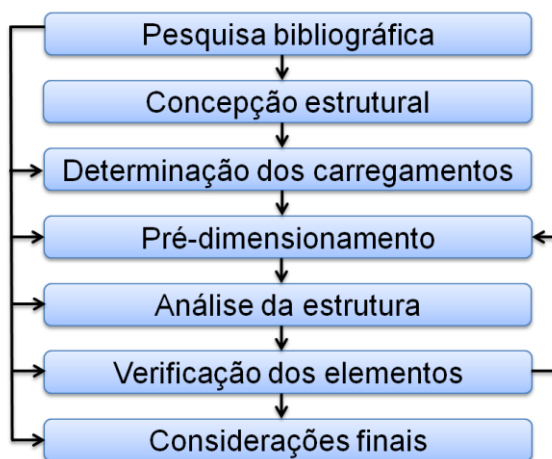 Pesquisa bibliográfica
Concepção estrutural
Determinação dos carregamentos
Pré-dimensionamento
Análise da estrutura
Verificação dos elementos
Considerações finais